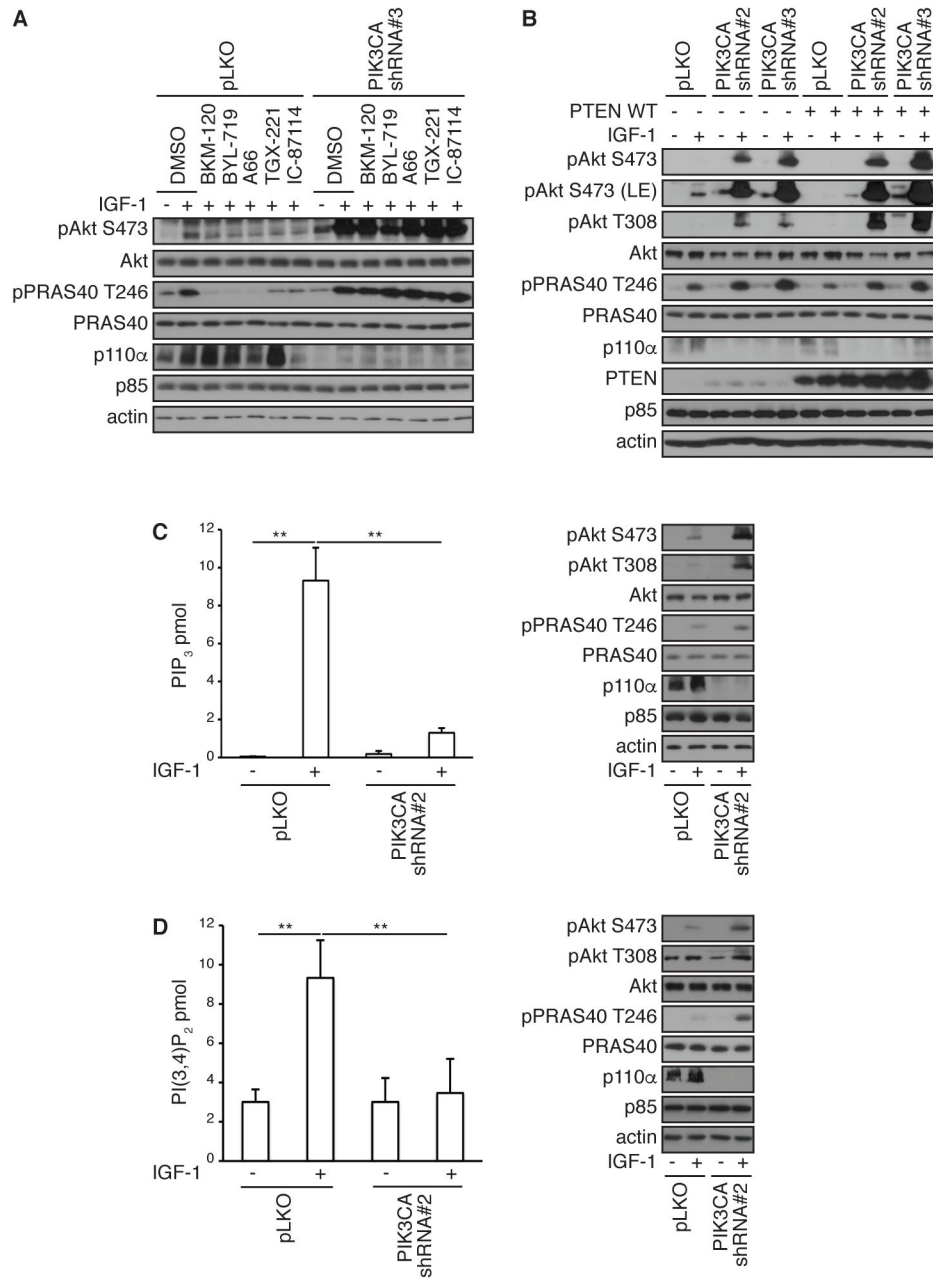 A
pLKO
PIK3CA
shRNA#3
DMSO
BKM-120
BYL-719
A66
TGX-221
IC-87114
DMSO
BKM-120
BYL-719
A66
TGX-221
IC-87114
IGF-1 - + + + + + + - + + + + + +
pAkt S473
Akt
pPRAS40 T246
PRAS40
p110α
p85
actin
B
pLKO
PIK3CA
shRNA#2
PIK3CA
shRNA#3
pLKO
PIK3CA
shRNA#2
PIK3CA
shRNA#3
PTEN WT - - - - - - + + + + + +
IGF-1 - + - + - + - + - + - +
pAkt S473
pAkt S473 (LE)
pAkt T308
Akt
pPRAS40 T246
PRAS40
p110α
PTEN
p85
actin
C
PIP3 pmol
12
10
8
6
4
2
0
** **
IGF-1 - + - +
pLKO
PIK3CA
shRNA#2
pAkt S473
pAkt T308
Akt
pPRAS40 T246
PRAS40
p110α
p85
actin
IGF-1 - + - +
pLKO
PIK3CA
shRNA#2
D
PI(3,4)P2 pmol
12
10
8
6
4
2
0
** **
IGF-1 - + - +
pLKO
PIK3CA
shRNA#2
pAkt S473
pAkt T308
Akt
pPRAS40 T246
PRAS40
p110α
p85
actin
IGF-1 - + - +
pLKO
PIK3CA
shRNA#2